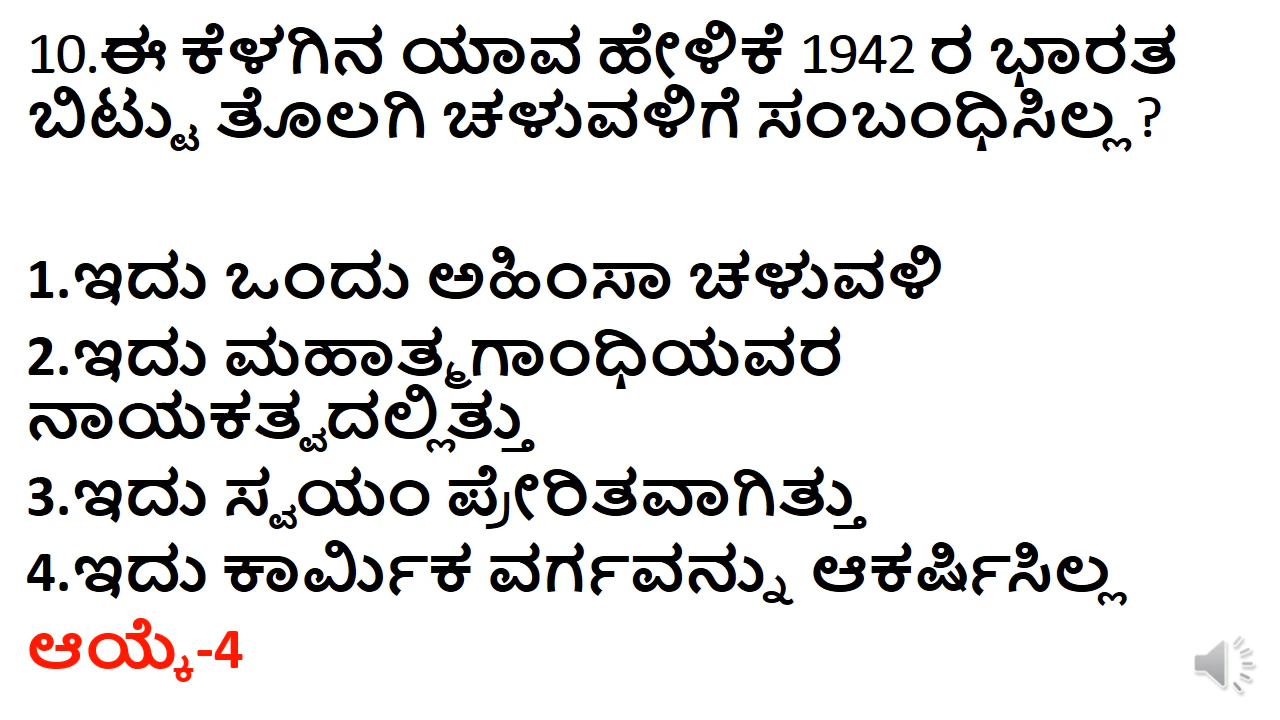 10.ಈ ಕೆಳಗಿನ ಯಾವ ಹೇಳಿಕೆ 1942 ರ ಭಾರತ
ಬಿಟ್ಟು ತೊಲಗಿ ಚಳುವಳಿಗೆ ಸಂಬಂಧಿಸಿಲ್ಲ?
1.ಇದು ಒಂದು ಅಹಿಂಸಾ ಚಳುವಳಿ
2.ಇದು ಮಹಾತ್ಮಗಾಂಧಿಯವರ
ನಾಯಕತ್ವದಲ್ಲಿತ್ತು
3.ಇದು ಸ್ವಯಂ ಪ್ರೇರಿತವಾಗಿತ್ತು
4.ಇದು ಕಾರ್ಮಿಕ ವರ್ಗವನ್ನು ಆಕರ್ಷಿಸಿಲ್ಲ
ಆಯ್ಕೆ-4